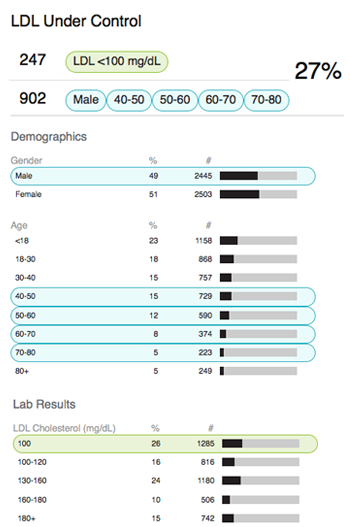 LDL Under Control
247 LDL <100 mg/dL
27%
902 Male 40-50 50-60 60-70 70-80
Demographics
Gender % #
Male 49 2445
Female 51 2503
Age % #
<18 23 1158
18-30 18 868
30-40 15 757
40-50 15 729
50-60 12 590
60-70 8 374
70-80 5 223
80+ 5 249
Lab Results
LDL Cholesterol (mg/dL) % #
100 26 1285
100-120 16 816
130-160 24 1180
160-180 10 506
180+ 15 742